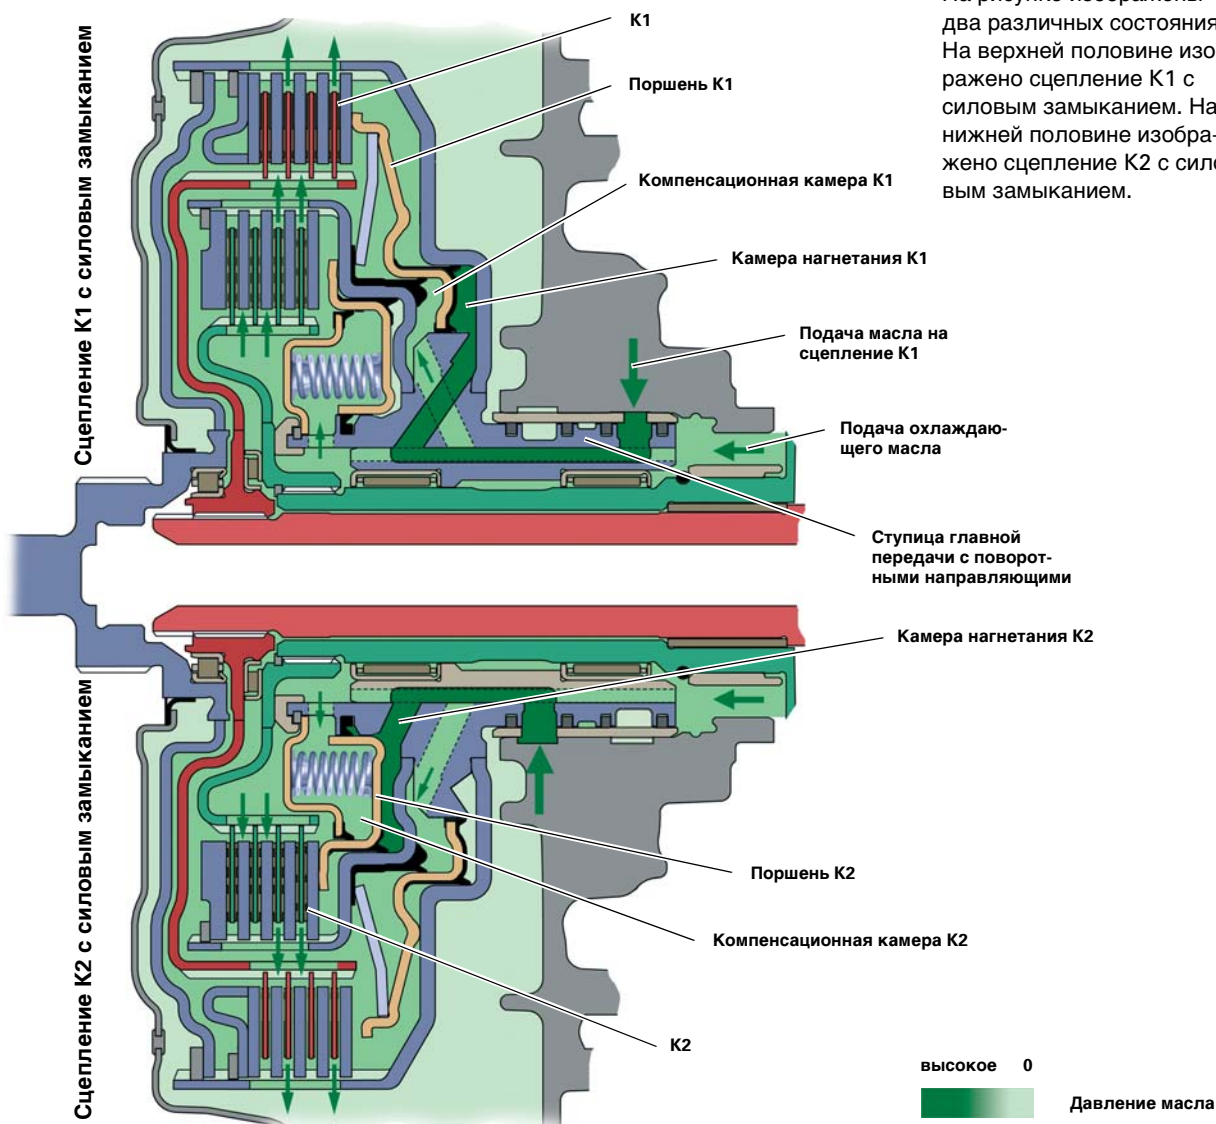 На рисунке изображены
два различных состояния
На верхней половине изо
ражено сцепление К1 с
силовым замыканием. На
нижней половине изобра-
жено сцепление К2 с сило
вым замыканием.
К1
Поршень К1
Компенсационная камера К1
Камера нагнетания К1
Подача масла на
сцепление К1
Подача охлаждаю-
щего масла
Ступица главной
передачи с поворот-
ными направляющими
Камера нагнетания К2
Поршень К2
Компенсационная камера К2
К2
Сцепление К1 с силовым замыканием
Сцепление К2 с силовым замыканием
высокое 0
Давление масла